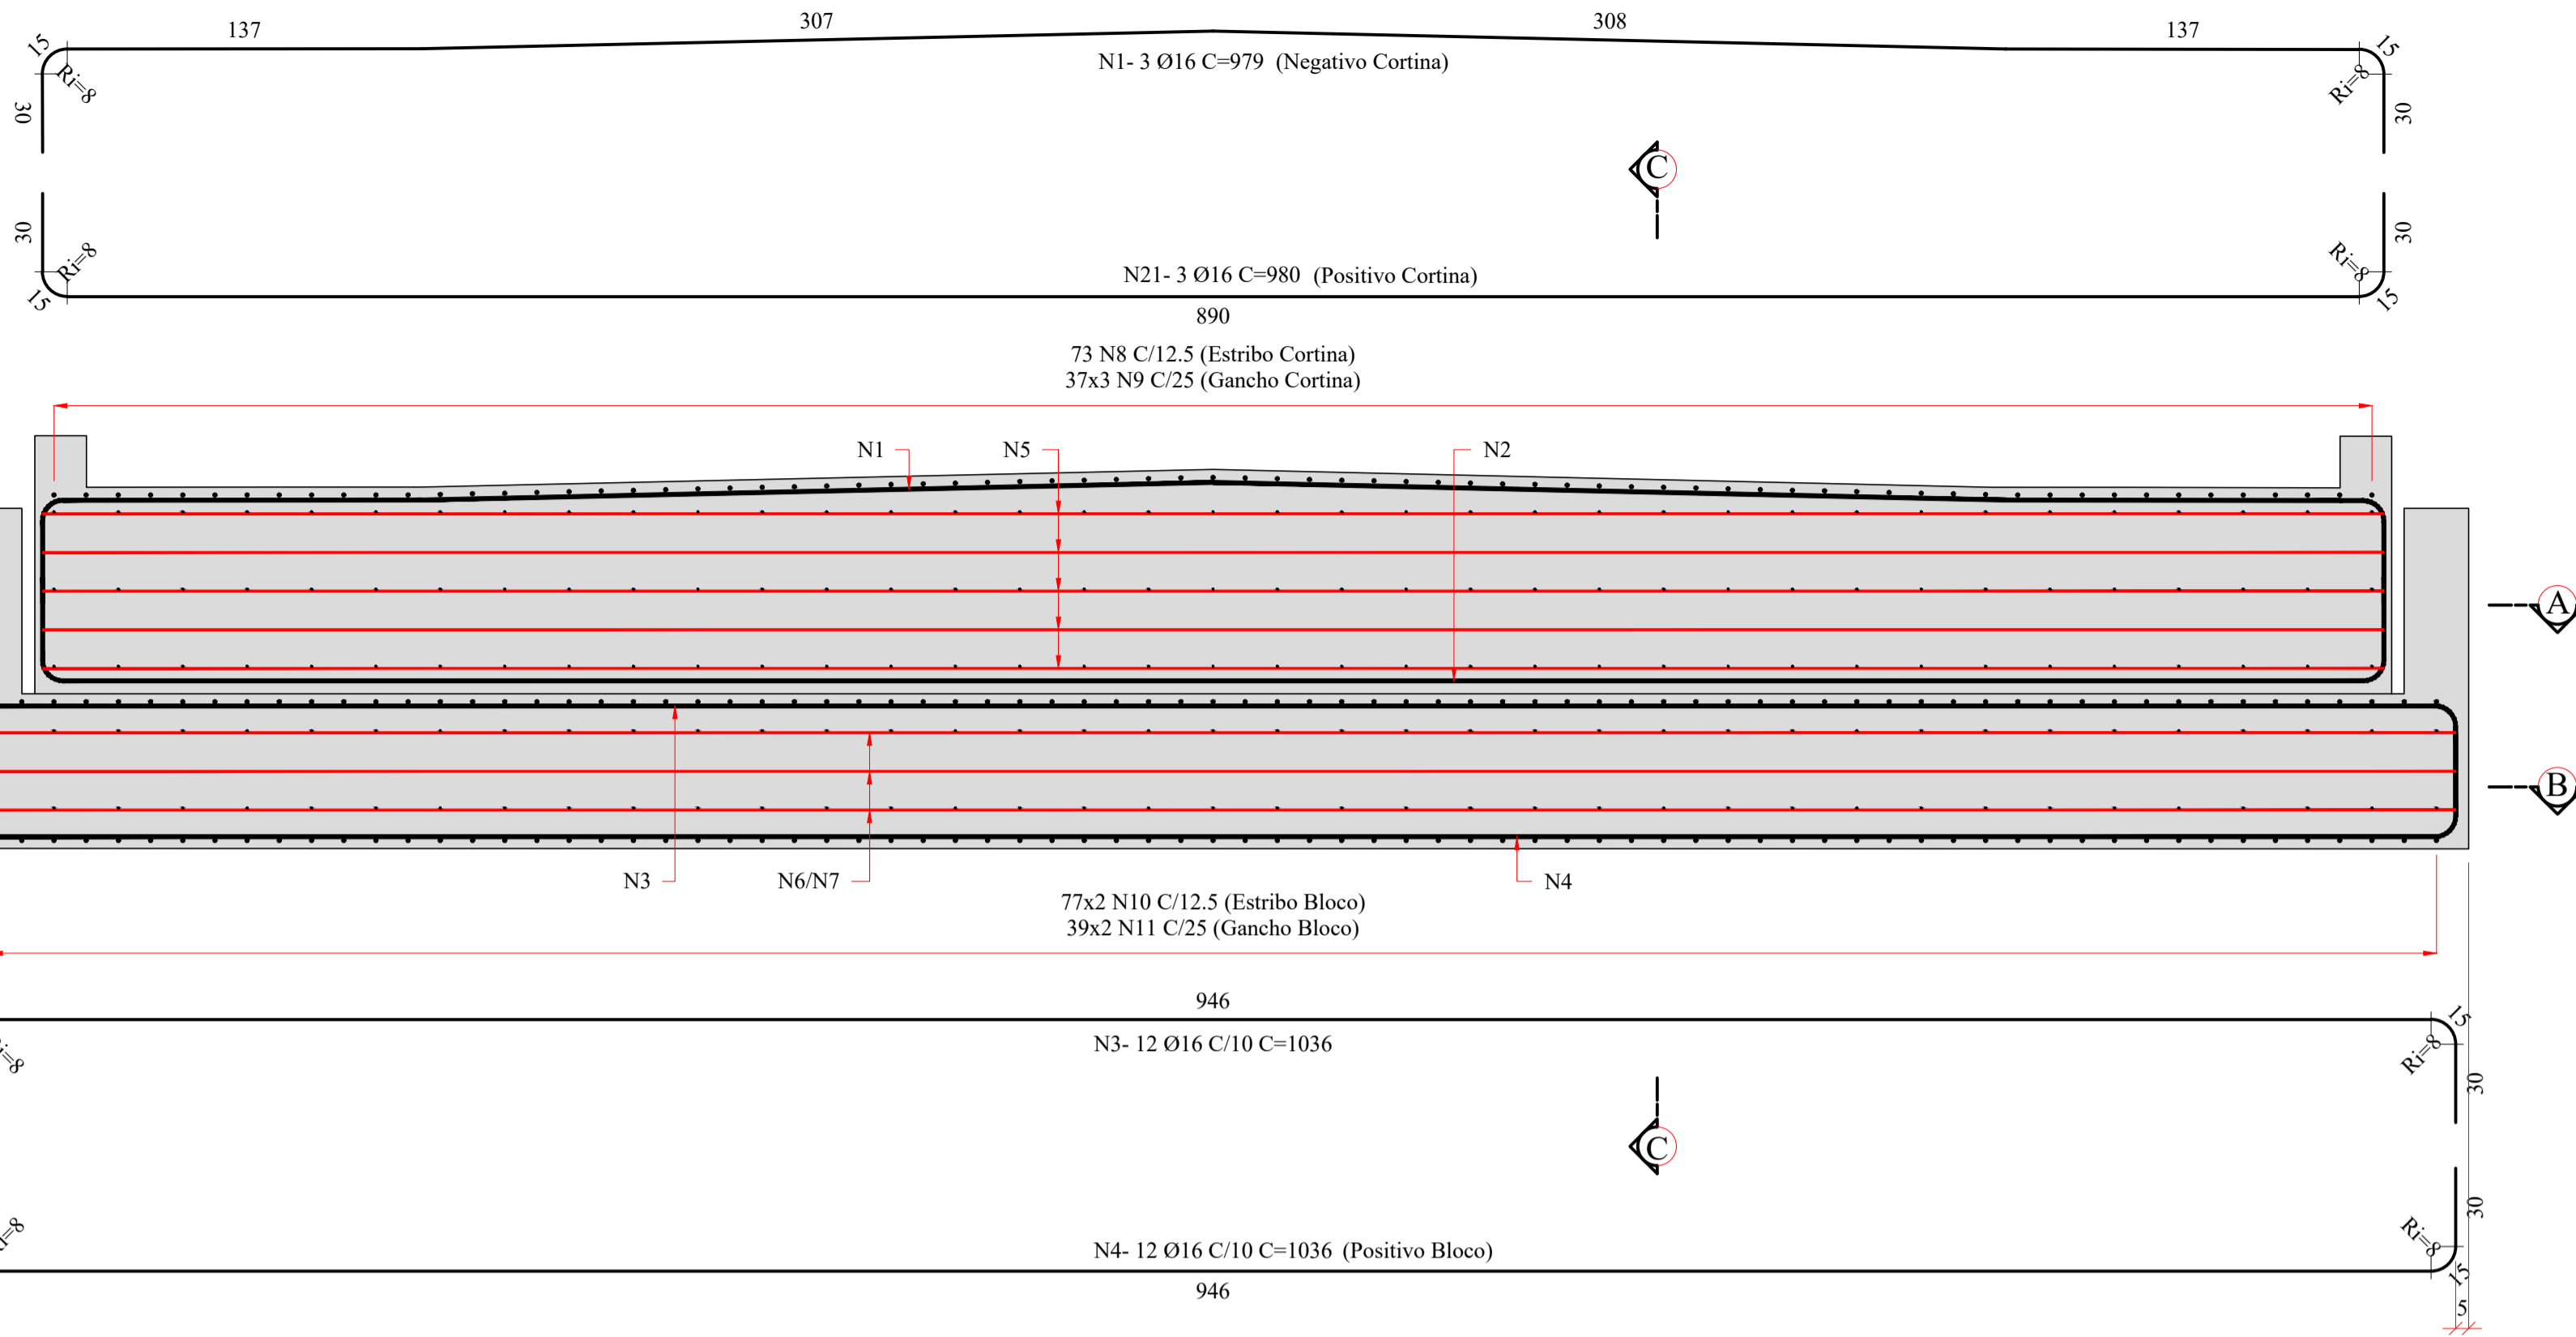 137
307
308
137
15
15
N1- 3 Ø16 C=979 (Negativo Cortina)
Ri=8
Ri=8
30
30
C
30
30
Ri=8
Ri=8
N21- 3 Ø16 C=980 (Positivo Cortina)
15
15
890
73 N8 C/12.5 (Estribo Cortina)
37x3 N9 C/25 (Gancho Cortina)
N1
N5
N2
A
B
N3
N6/N7
N4
77x2 N10 C/12.5 (Estribo Bloco)
39x2 N11 C/25 (Gancho Bloco)
946
15
N3- 12 Ø16 C/10 C=1036
Ri=8
Ri=8
30
C
30
Ri=8
Ri=8
N4- 12 Ø16 C/10 C=1036 (Positivo Bloco)
15
946
5